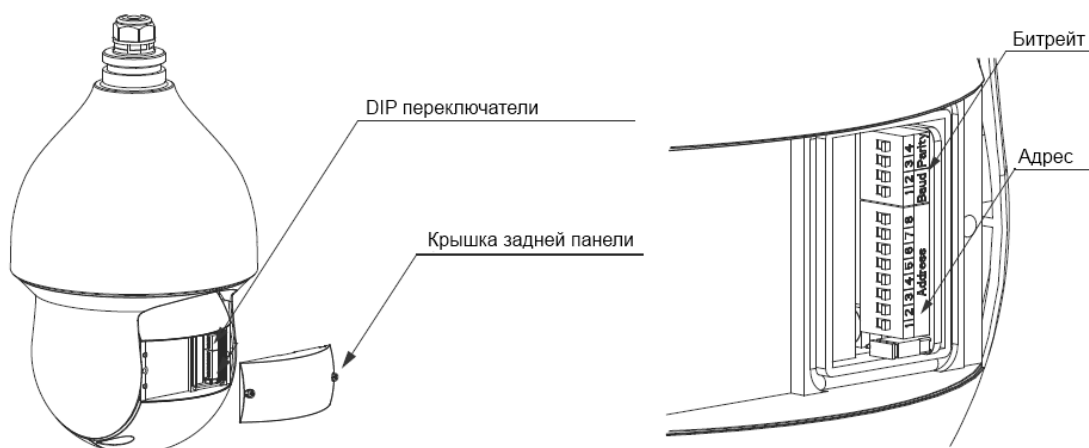 DIP переключатели
Крышка задней панели
Битрейт
Адрес
1|2|3|4
Baud|Parity
1|2|3|4|5|6|7|8
Address